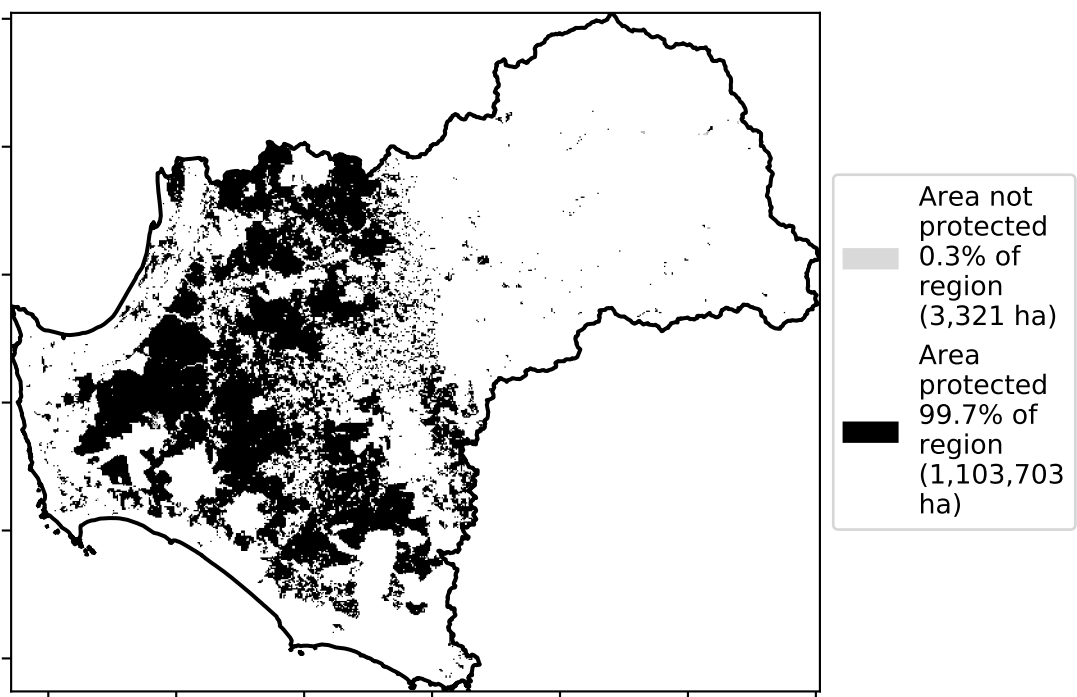 Area not
protected
0.3% of
region
(3,321 ha)
Area
protected
99.7% of
region
(1,103,703
ha)